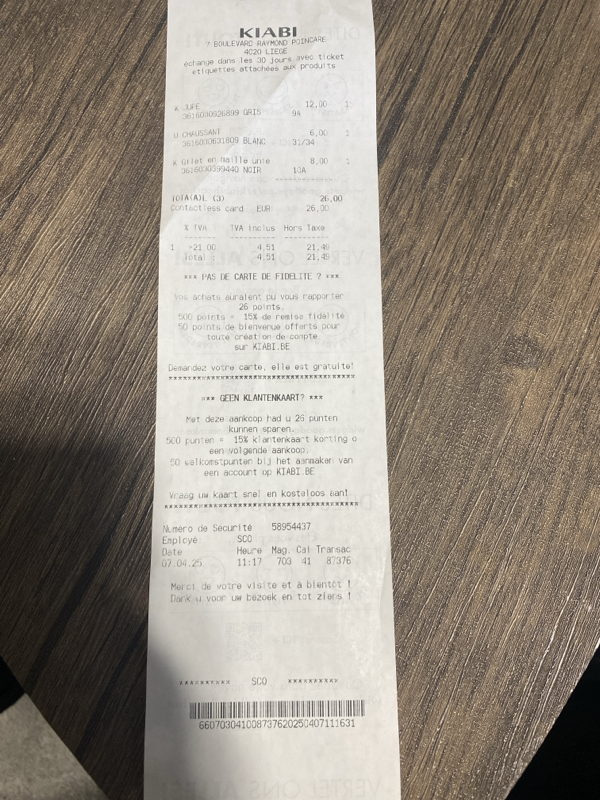 KIABI
7 BOULEVARD RAYMOND POINCARE
4020 LIEGE
échange dans les 30 jours avec ticket
etiquettes attachées aux produits
K JUPE 12,00 1
3616030926899 GRIS 9A
U CHAUSSANT 6,00 1
3616030631809 BLANC 31/34
K Gilet en maille unie 8,00 1
3616030399440 NOIR 10A
TOTA(A)L (3) 26,00
Contactless card EUR 26,00
% TVA TVA Inclus Hors Taxe
1 >21.00 4,51 21,49
Total 4,51 21,49
*** PAS DE CARTE DE FIDELITE ? ***
Vos achats auraient pu vous rapporter
26 points.
500 points = 15% de remise fidélité
50 points de bienvenue offerts pour
toute création de compte
sur KIABI.BE
Demandez votre carte, elle est gratuite!
*** GEEN KLANTENKAART? ***
Met deze aankoop had u 26 punten
kunnen sparen.
500 punten = 15% klantenkaart korting o
een volgende aankoop.
50 welkomstpunten bij het aanmaken van
een account op KIABI.BE
Vraag uw kaart snel en kosteloos aan!
Numero de Securité 58954437
Employe SCO
Date Heure Mag. Cai Transac
07.04.25 11:17 703 41 87376
Merci de votre visite et à bientôt !
Dank u voor uw bezoek en tot ziens !
********** SCO **********
66070304100873762025040711163​1